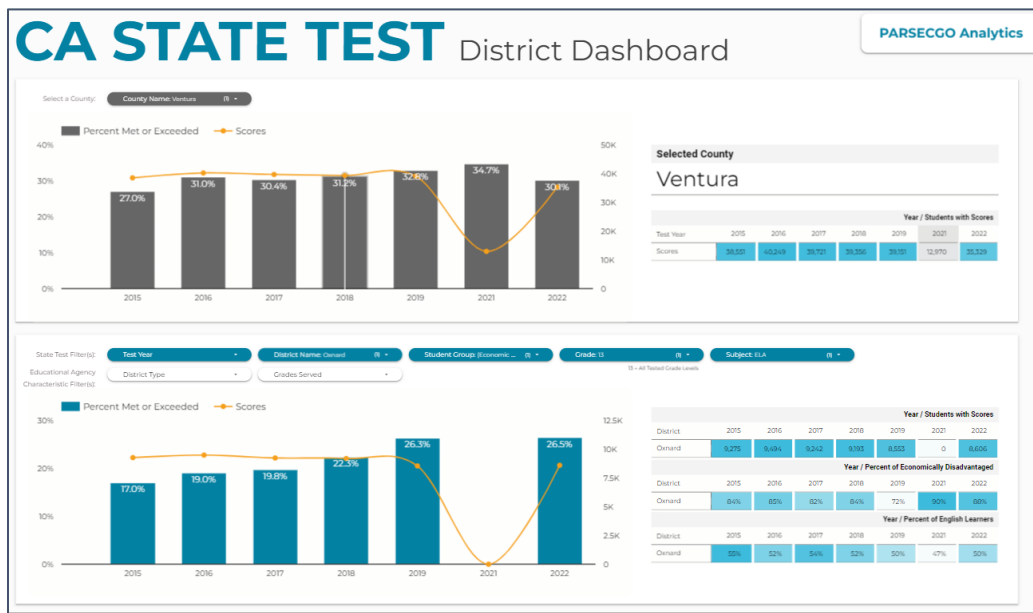 CA STATE TEST District Dashboard
PARSECGO Analytics
Select a County:
County Name: Ventura (1)
Percent Met or Exceeded Scores
40%
30%
20%
10%
0%
27.0% 31.0% 30.4% 31.2% 32.8% 34.7% 30.1%
50K
40K
30K
20K
10K
0
2015 2016 2017 2018 2019 2021 2022
Selected County
Ventura
Year / Students with Scores
Test Year 2015 2016 2017 2018 2019 2021 2022
Scores 38,551 40,249 39,721 39,356 39,151 12,970 35,329
State Test Filter(s):
Test Year
District Name: Oxnard (1)
Student Group: [Economic ... (1)
Grade: 13 (1)
Subject: ELA (1)
13 = All Tested Grade Levels
Educational Agency
Characteristic Filter(s):
District Type
Grades Served
Percent Met or Exceeded Scores
30%
20%
10%
0%
17.0% 19.0% 19.8% 22.3% 26.3% 26.5%
12.5K
10K
7.5K
5K
2.5K
0
2015 2016 2017 2018 2019 2021 2022
Year / Students with Scores
District 2015 2016 2017 2018 2019 2021 2022
Oxnard 9,275 9,494 9,242 9,193 8,553 0 8,606
Year / Percent of Economically Disadvantaged
District 2015 2016 2017 2018 2019 2021 2022
Oxnard 84% 85% 82% 84% 72% 90% 88%
Year / Percent of English Learners
District 2015 2016 2017 2018 2019 2021 2022
Oxnard 55% 52% 54% 52% 50% 47% 50%